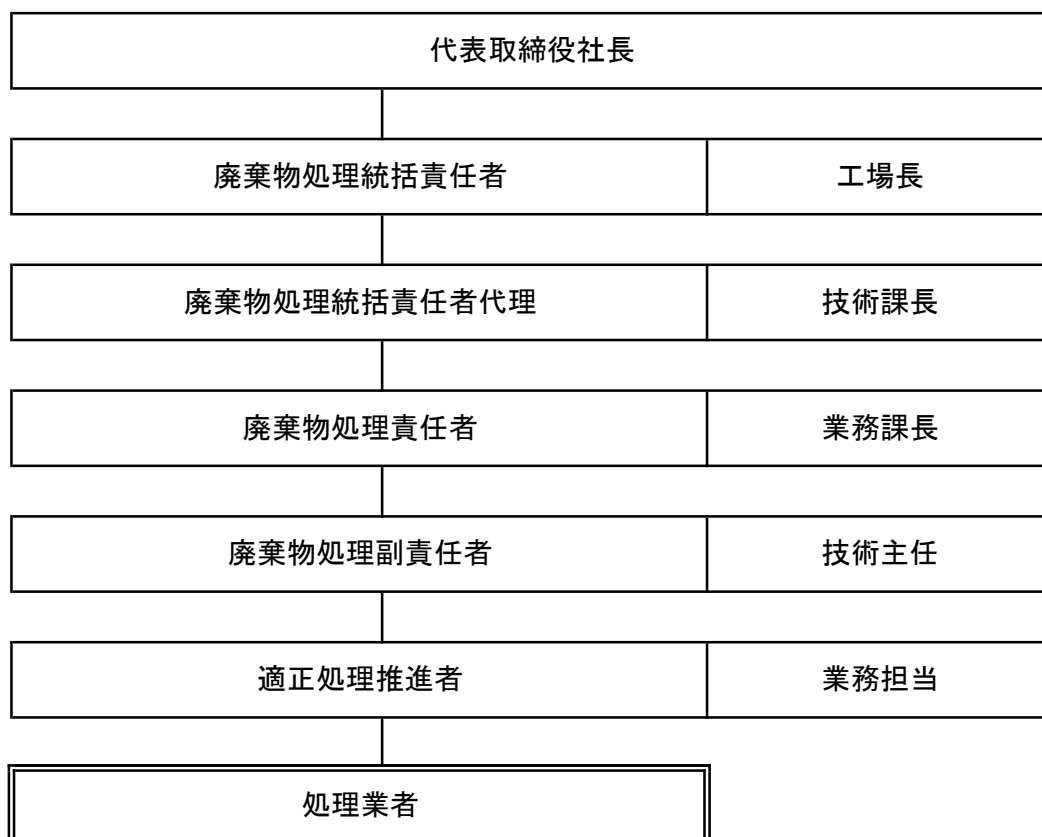 代表取締役社長
廃棄物処理統括責任者 工場長
廃棄物処理統括責任者代理 技術課長
廃棄物処理責任者 業務課長
廃棄物処理副責任者 技術主任
適正処理推進者 業務担当
処理業者